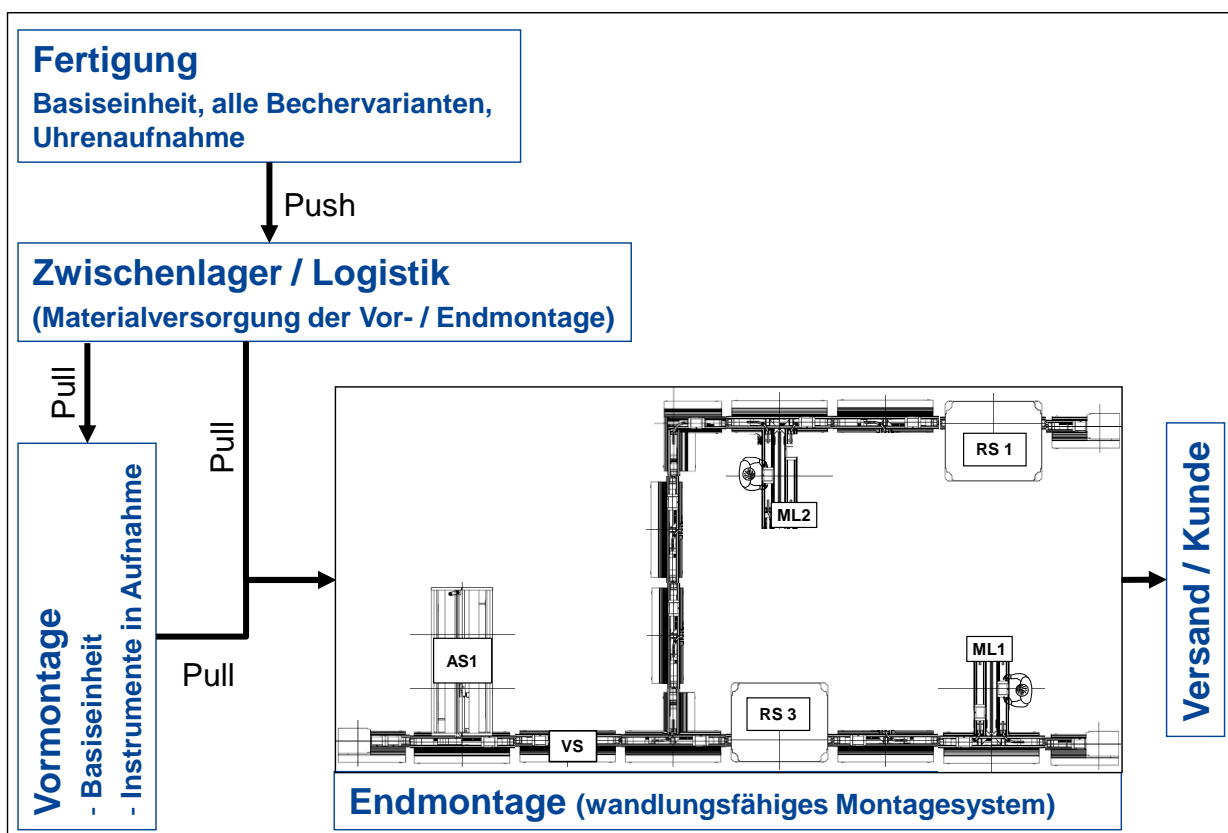 Fertigung
Basiseinheit, alle Bechervarianten,
Uhrenaufnahme
Push
Zwischenlager / Logistik
(Materialversorgung der Vor- / Endmontage)
Pull
Pull
Vormontage
- Basiseinheit
- Instrumente in Aufnahme
Pull
RS 1
ML2
AS1
ML1
RS 3
VS
Endmontage (wandlungsfähiges Montagesystem)
Versand / Kunde